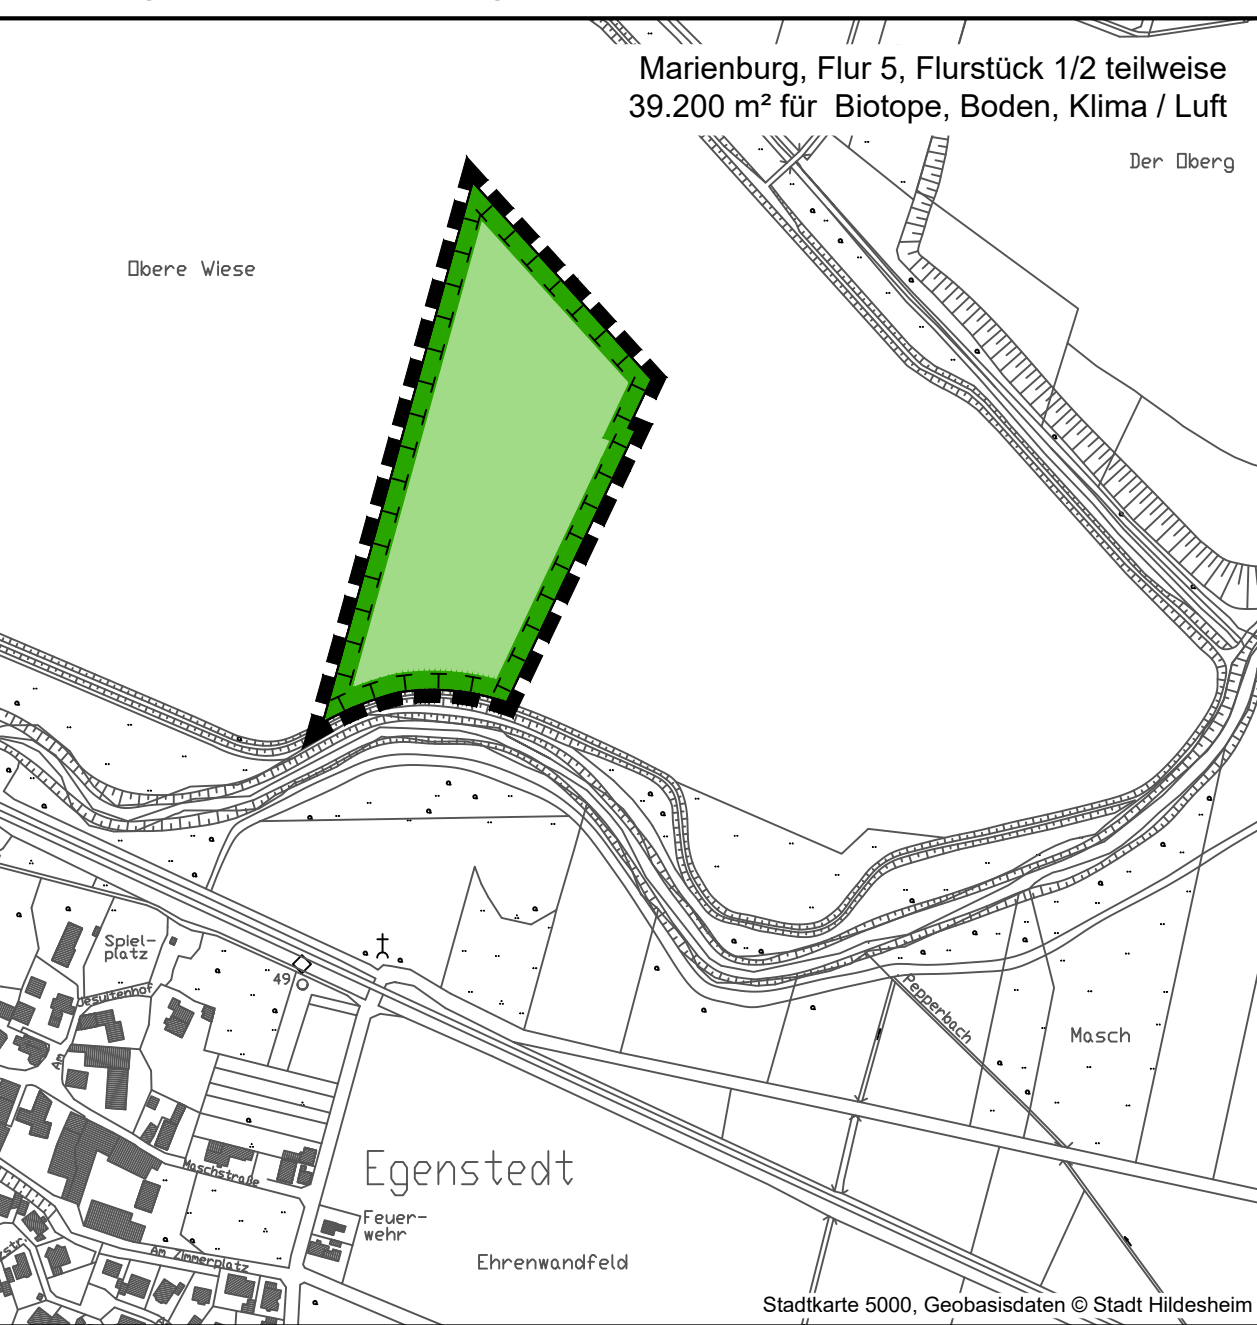 Marienburg, Flur 5, Flurstück 1/2 teilweise
39.200 m² für Biotope, Boden, Klima / Luft
Der Oberg
Obere Wiese
Spiel-
platz
49
Jesuitenhof
Am
Pepperbach
Masch
Egenstedt
Maschstraße
Feuer-
wehr
Am Zimmerplatz
str.
Ehrenwandfeld
Stadtkarte 5000, Geobasisdaten © Stadt Hildesheim